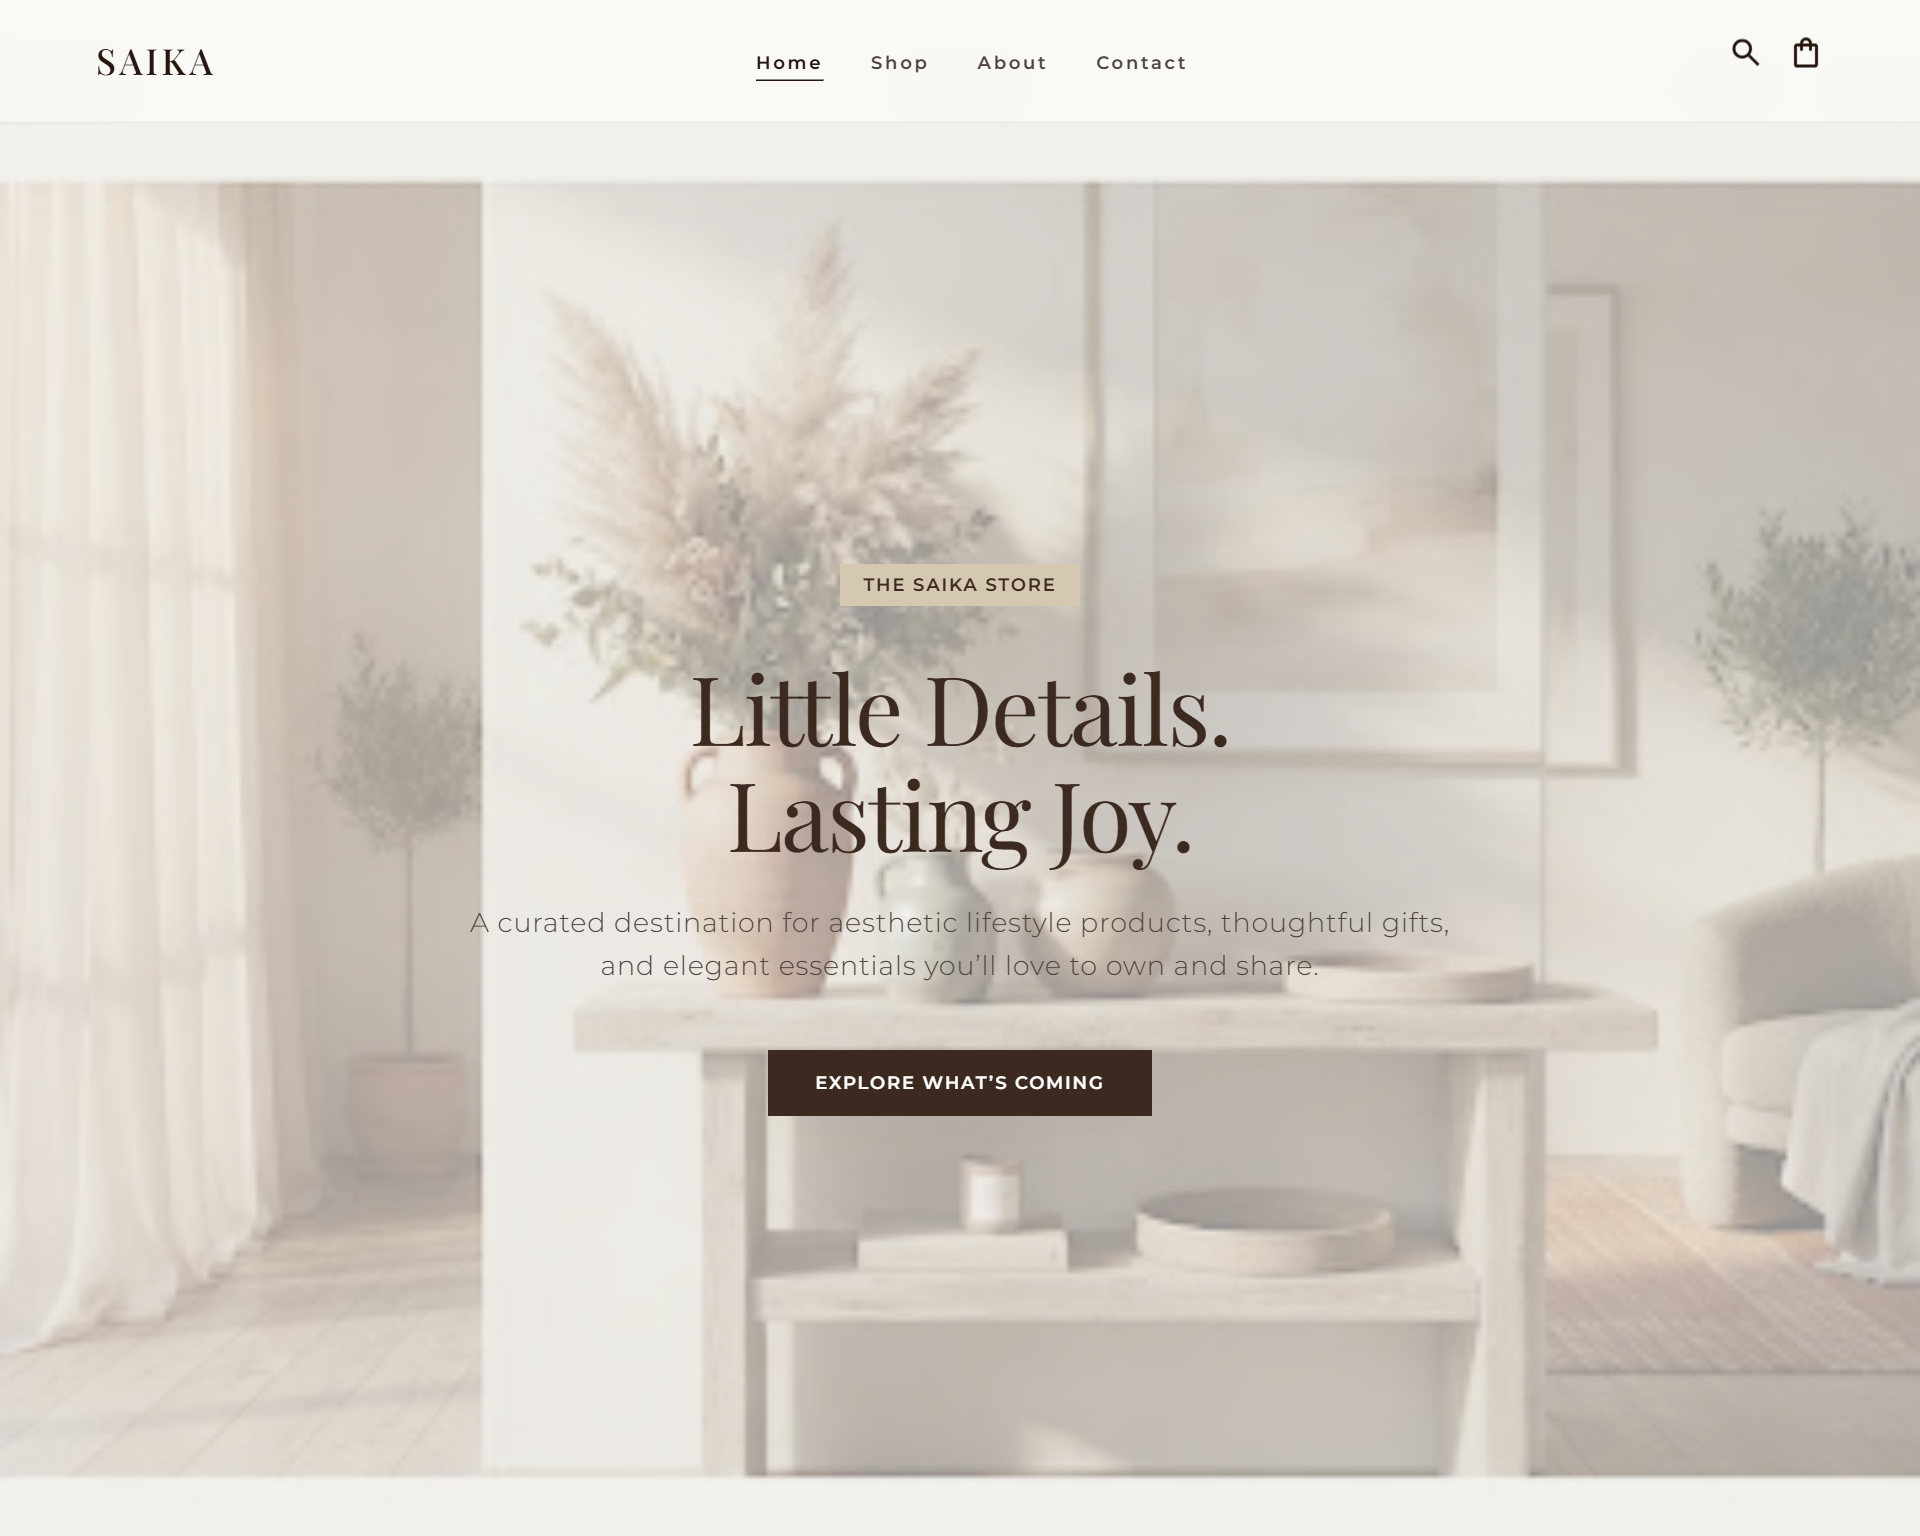 SAIKA
Home
Shop
About
Contact
THE SAIKA STORE
Little Details.
Lasting Joy.
A curated destination for aesthetic lifestyle products, thoughtful gifts,
and elegant essentials you’ll love to own and share.
EXPLORE WHAT’S COMING